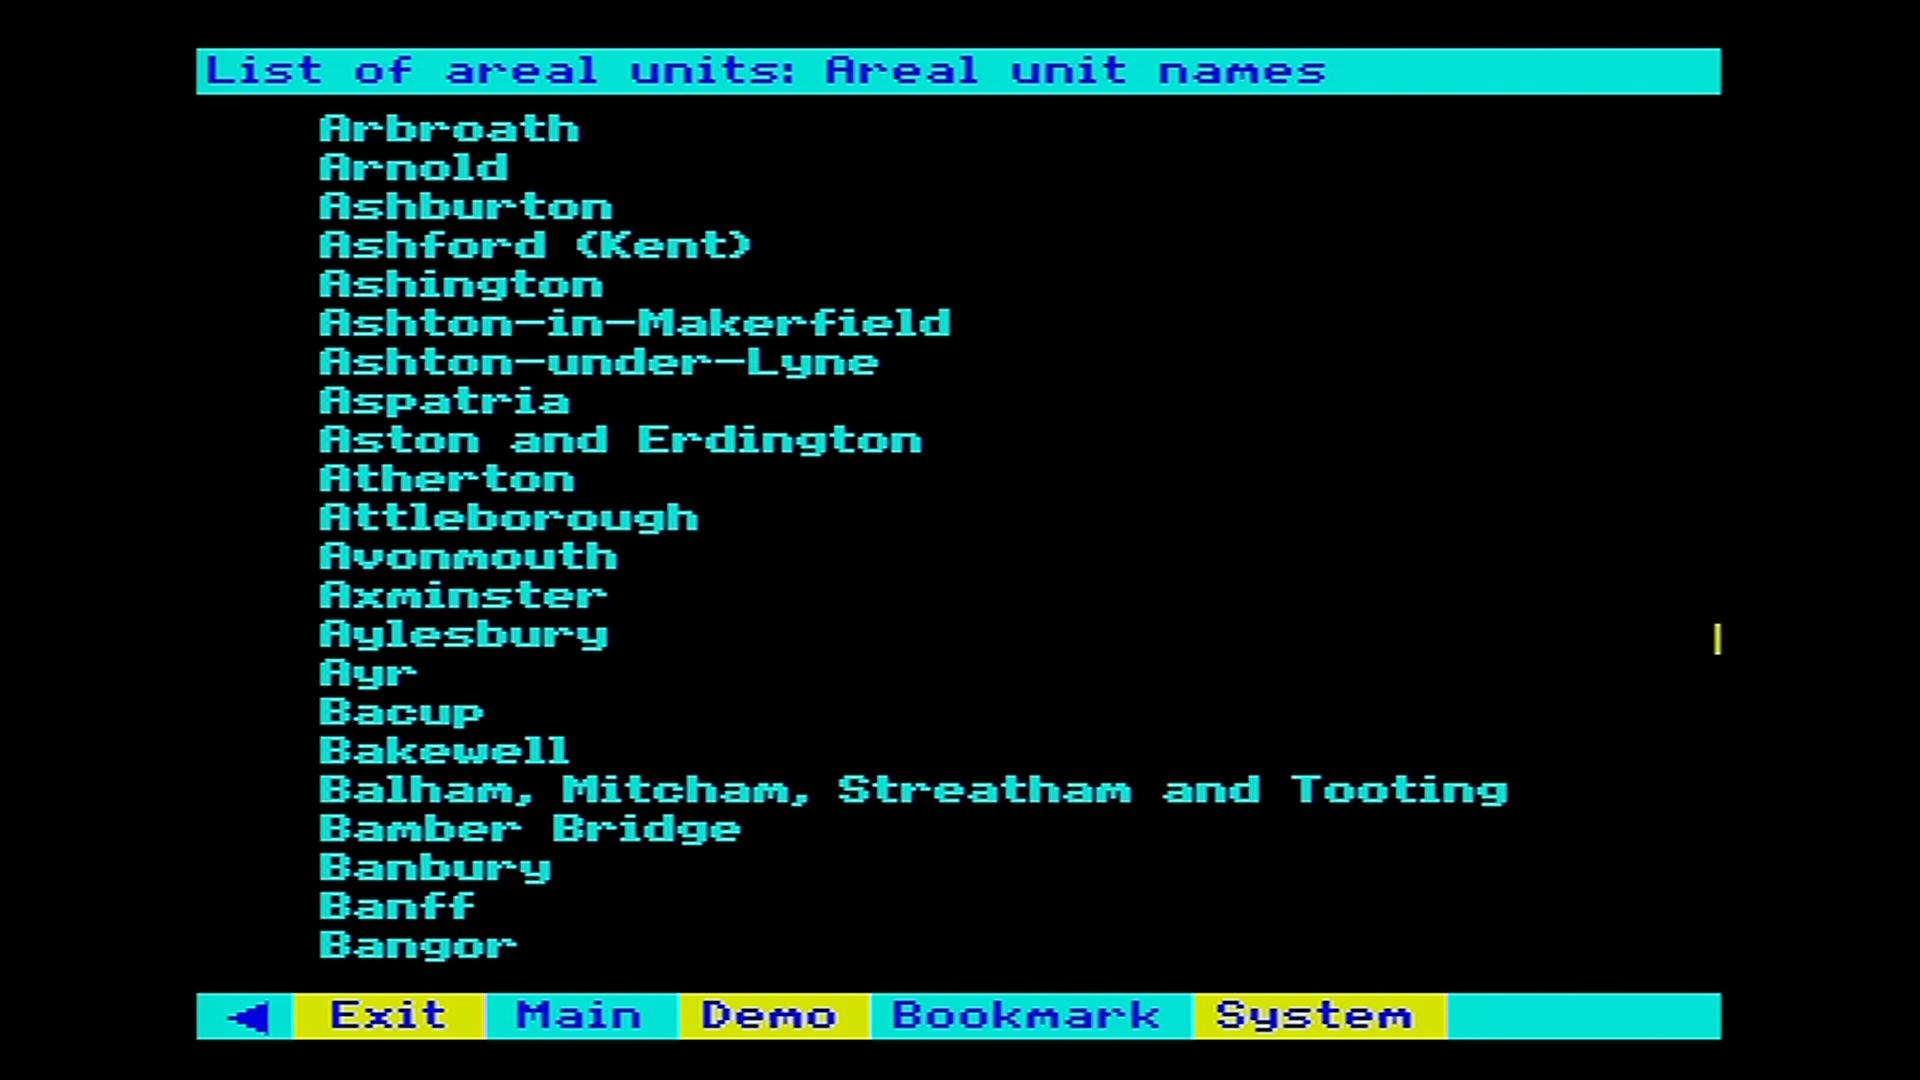 List of areal units: Areal unit names
Arbroath
Arnold
Ashburton
Ashford (Kent)
Ashington
Ashton-in-Makerfield
Ashton-under-Lyne
Aspatria
Aston and Erdington
Atherton
Attleborough
Avonmouth
Axminster
Aylesbury
Ayr
Bacup
Bakewell
Balham, Mitcham, Streatham and Tooting
Bamber Bridge
Banbury
Banff
Bangor
Exit Main Demo Bookmark System